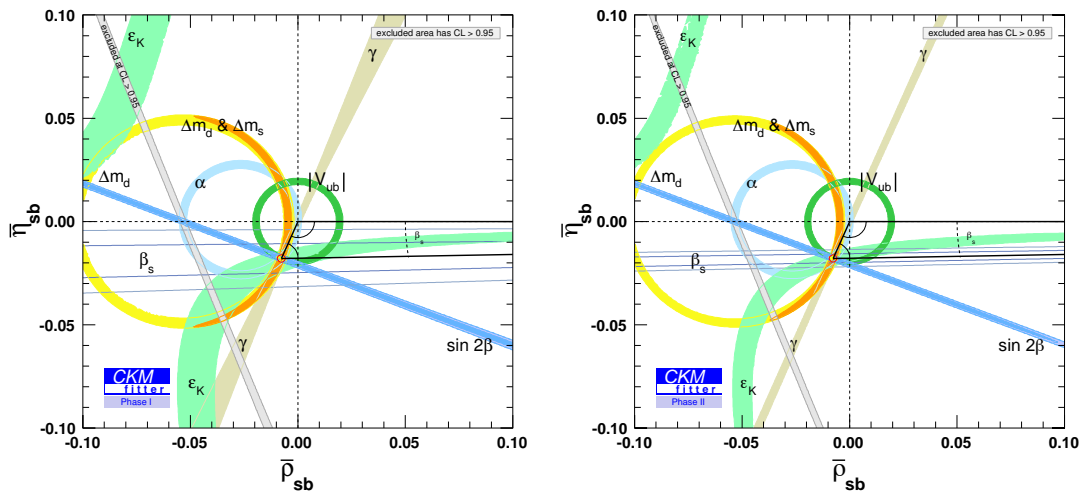 excluded area has CL > 0.95
excluded at CL > 0.95
ε_K
γ
Δm_d & Δm_s
Δm_d
α
|V_ub|
β_s
β_s
γ
sin 2β
ε_K
CKM
fitter
Phase I
0.10
0.05
0.00
-0.05
-0.10
η̅_sb
-0.10
-0.05
0.00
0.05
0.10
ρ̅_sb
excluded area has CL > 0.95
excluded at CL > 0.95
ε_K
γ
Δm_d & Δm_s
Δm_d
α
|V_ub|
β_s
β_s
γ
sin 2β
ε_K
CKM
fitter
Phase II
0.10
0.05
0.00
-0.05
-0.10
η̅_sb
-0.10
-0.05
0.00
0.05
0.10
ρ̅_sb